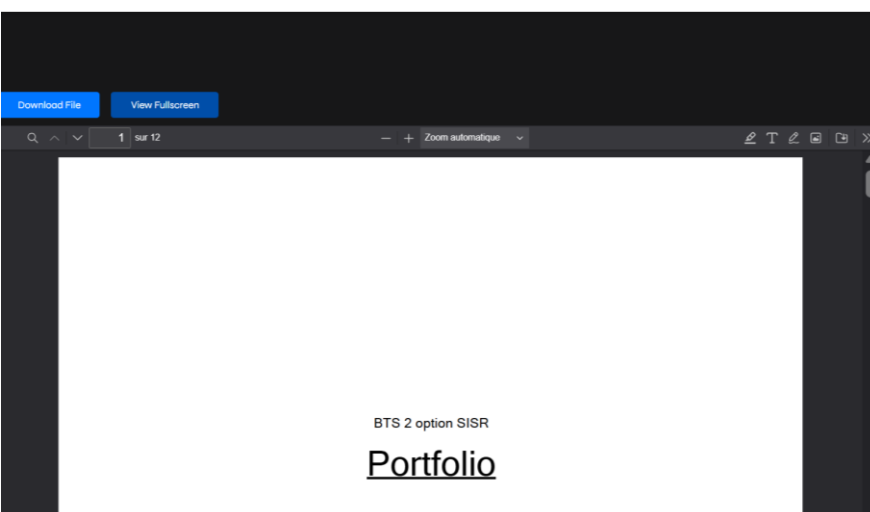 Download File View Fullscreen
1 sur 12 Zoom automatique
BTS 2 option SISR
Portfolio